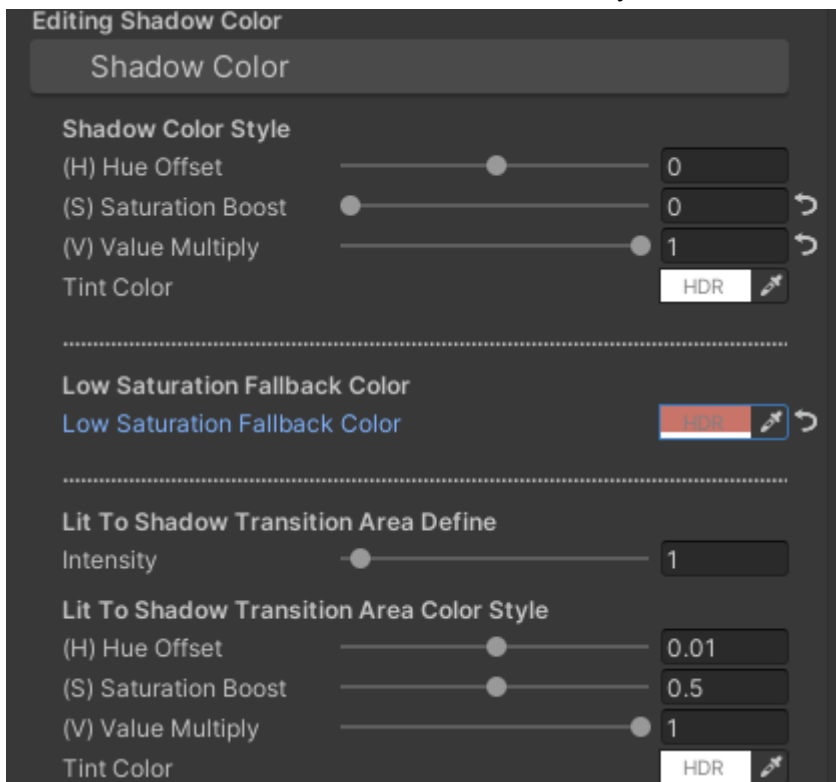 Editing Shadow Color
Shadow Color
Shadow Color Style
(H) Hue Offset 0
(S) Saturation Boost 0
(V) Value Multiply 1
Tint Color HDR
Low Saturation Fallback Color
Low Saturation Fallback Color HDR
Lit To Shadow Transition Area Define
Intensity 1
Lit To Shadow Transition Area Color Style
(H) Hue Offset 0.01
(S) Saturation Boost 0.5
(V) Value Multiply 1
Tint Color HDR